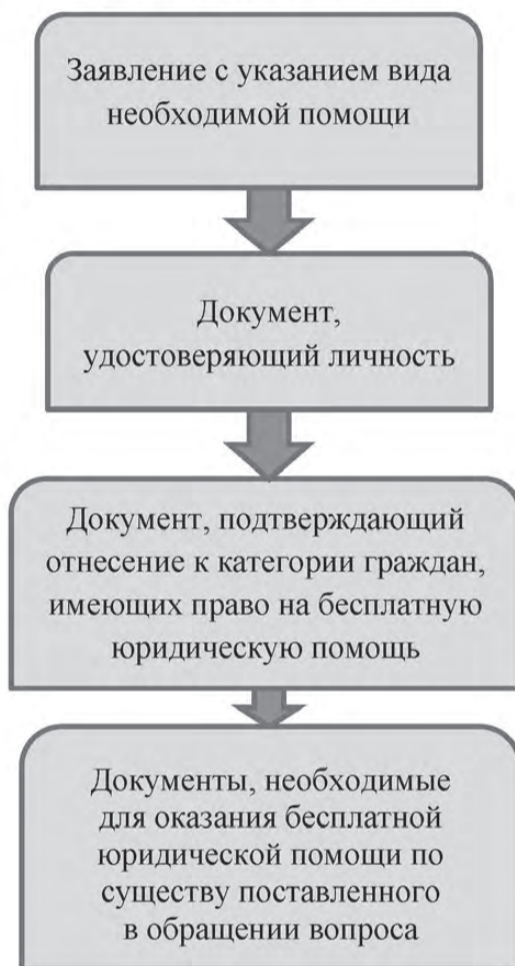 Заявление с указанием вида
необходимой помощи
Документ,
удостоверяющий личность
Документ, подтверждающий
отнесение к категории граждан,
имеющих право на бесплатную
юридическую помощь
Документы, необходимые
для оказания бесплатной
юридической помощи по
существу поставленного
в обращении вопроса